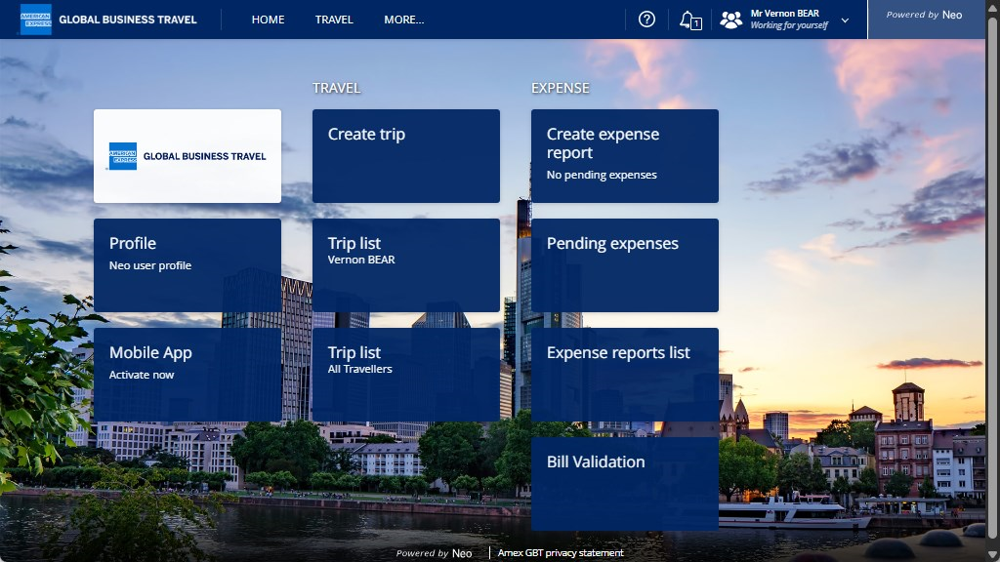 AMERICAN EXPRESS GLOBAL BUSINESS TRAVEL HOME TRAVEL MORE... 1 Mr Vernon BEAR
Working for yourself
Powered by Neo
TRAVEL EXPENSE
AMERICAN EXPRESS GLOBAL BUSINESS TRAVEL
Create trip
Create expense
report
No pending expenses
Profile
Neo user profile
Trip list
Vernon BEAR
Pending expenses
Mobile App
Activate now
Trip list
All Travellers
Expense reports list
Bill Validation
Powered by Neo Amex GBT privacy statement